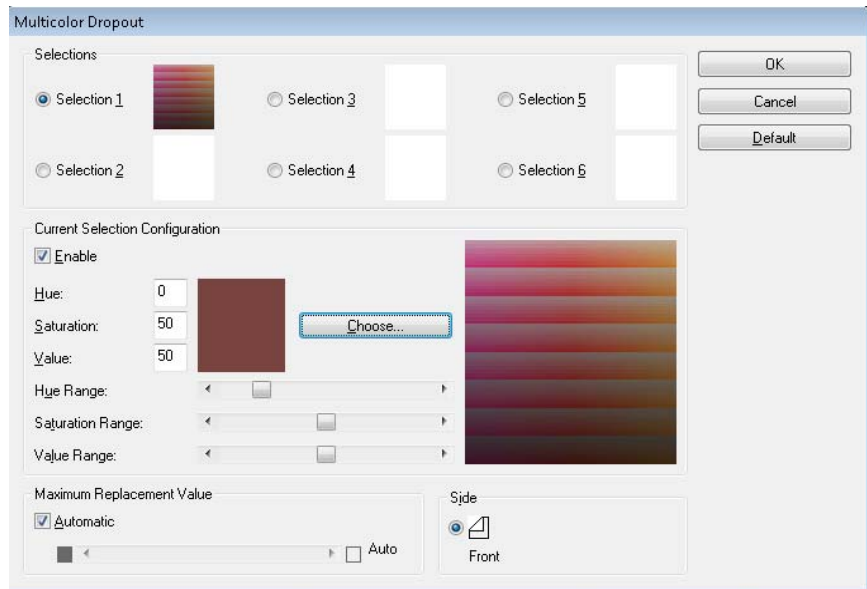 Multicolor Dropout
Selections
Selection 1
Selection 3
Selection 5
Selection 2
Selection 4
Selection 6
OK
Cancel
Default
Current Selection Configuration
Enable
Hue: 0
Saturation: 50
Value: 50
Choose...
Hue Range:
Saturation Range:
Value Range:
Maximum Replacement Value
Automatic
Auto
Side
Front